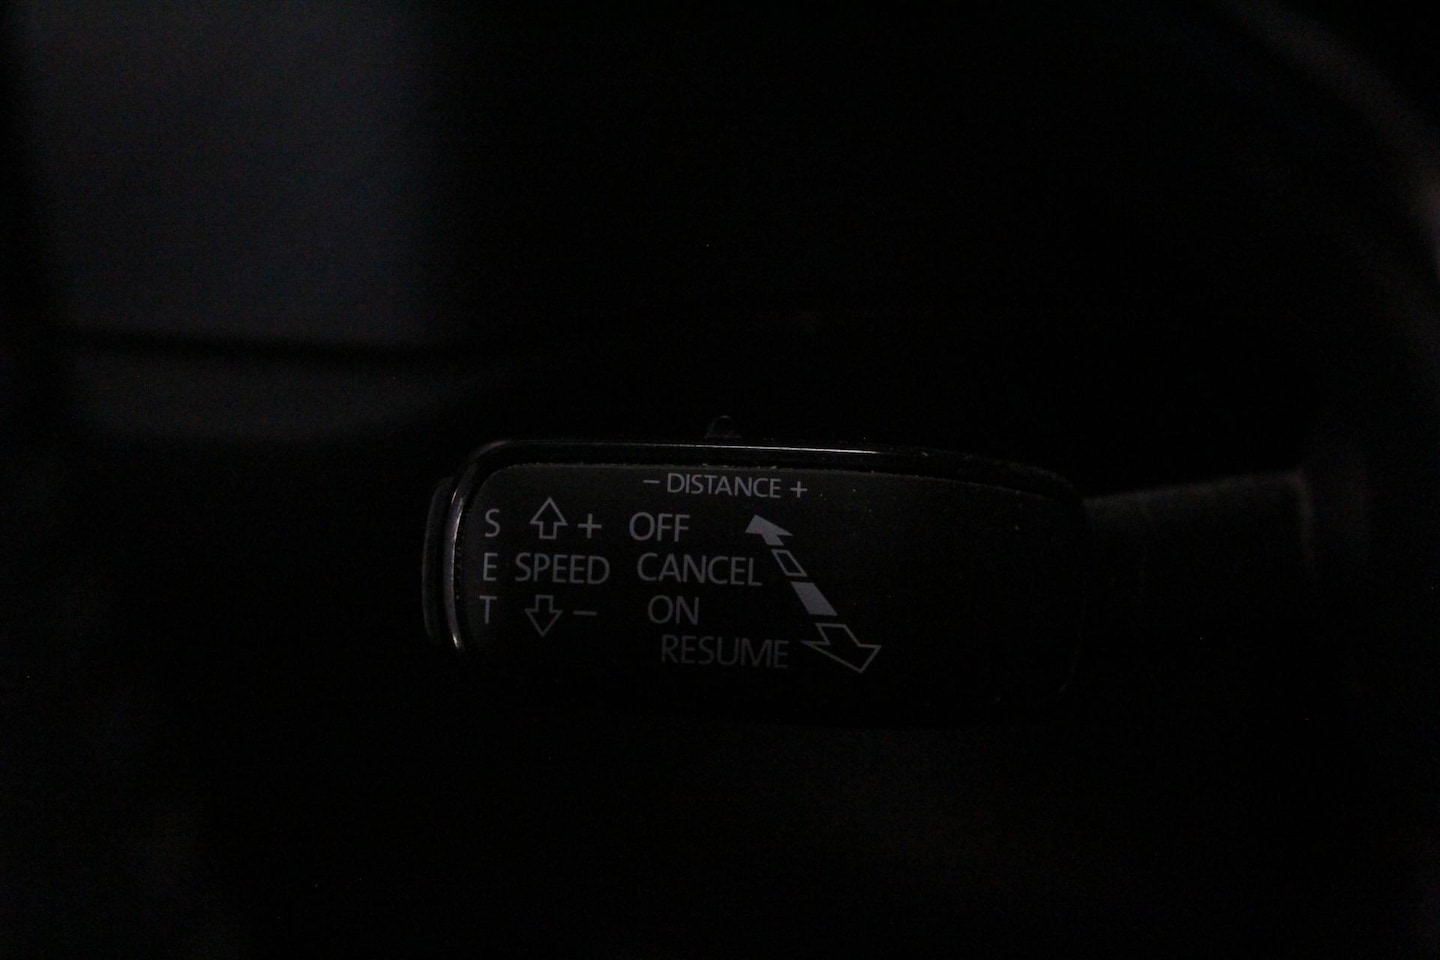 − DISTANCE +
S + OFF
E SPEED CANCEL
T − ON
RESUME